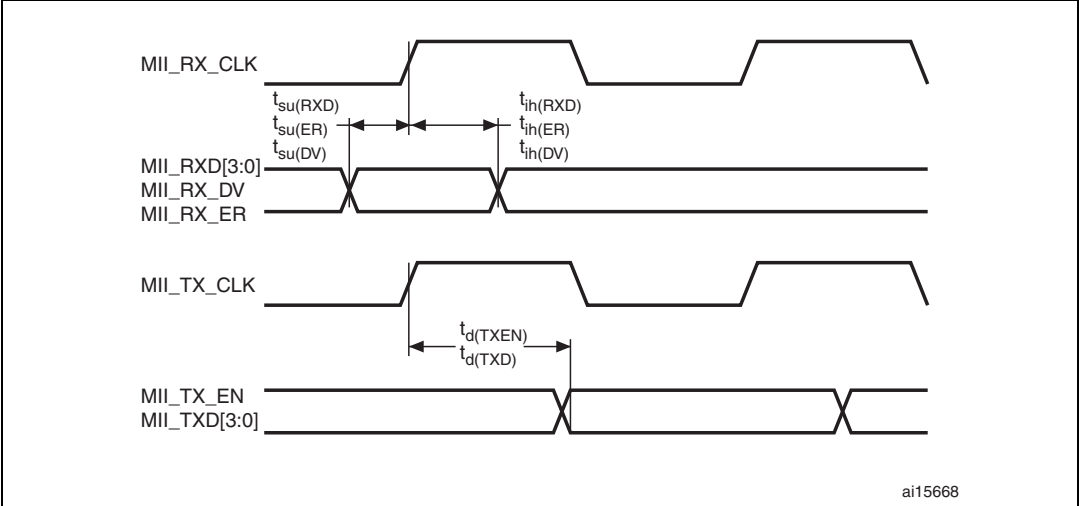 MII_RX_CLK
tsu(RXD)
tsu(ER)
tsu(DV)
tih(RXD)
tih(ER)
tih(DV)
MII_RXD[3:0]
MII_RX_DV
MII_RX_ER
MII_TX_CLK
td(TXEN)
td(TXD)
MII_TX_EN
MII_TXD[3:0]
ai15668